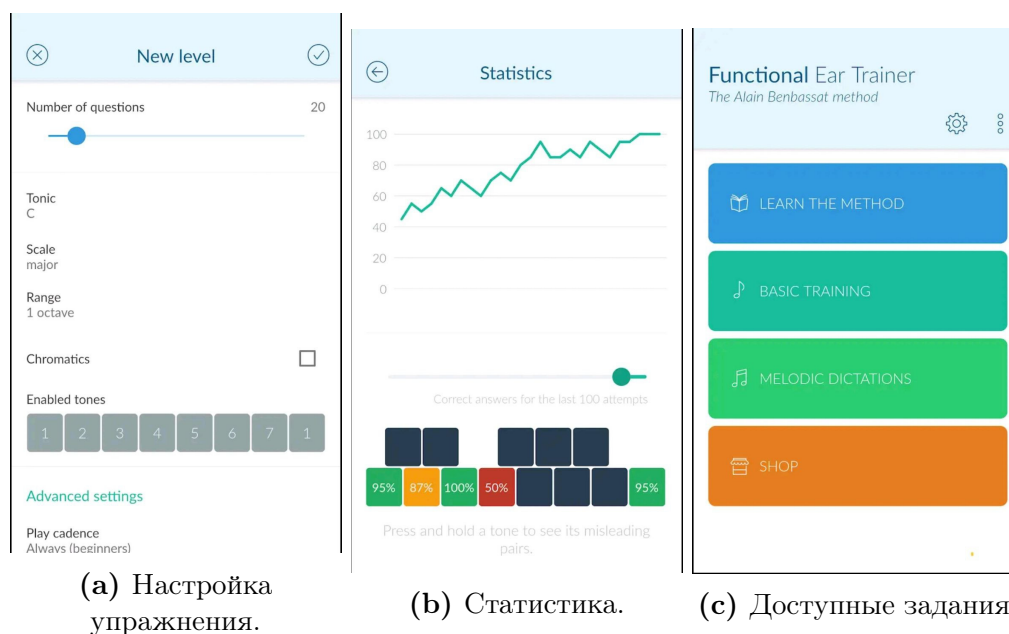 New level
Number of questions 20
Tonic
C
Scale
major
Range
1 octave
Chromatics
Enabled tones
1 2 3 4 5 6 7 1
Advanced settings
Play cadence
Always (beginners)
(a) Настройка
упражнения.
Statistics
100
80
60
40
20
0
Correct answers for the last 100 attempts
95% 87% 100% 50% 95%
Press and hold a tone to see its misleading
pairs.
(b) Статистика.
Functional Ear Trainer
The Alain Benbassat method
LEARN THE METHOD
BASIC TRAINING
MELODIC DICTATIONS
SHOP
(c) Доступные задания